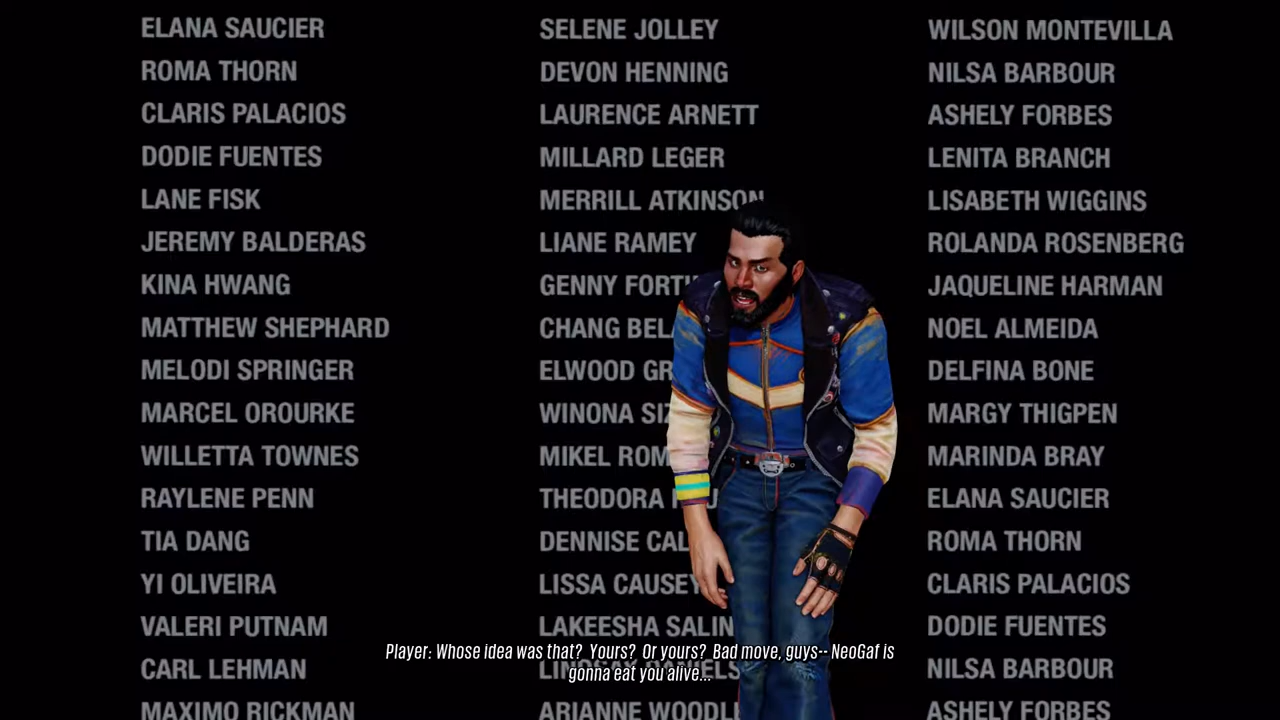 ELANA SAUCIER
ROMA THORN
CLARIS PALACIOS
DODIE FUENTES
LANE FISK
JEREMY BALDERAS
KINA HWANG
MATTHEW SHEPHARD
MELODI SPRINGER
MARCEL OROURKE
WILLETTA TOWNES
RAYLENE PENN
TIA DANG
YI OLIVEIRA
VALERI PUTNAM
CARL LEHMAN
MAXIMO RICKMAN
SELENE JOLLEY
DEVON HENNING
LAURENCE ARNETT
MILLARD LEGER
MERRILL ATKINSON
LIANE RAMEY
GENNY
CHANG
ELWOOD
WINONA
MIKEL
THEODORA
DENNISE
LISSA CAUSEY
LAKEESHA
ARIANNE
WILSON MONTEVILLA
NILSA BARBOUR
ASHELY FORBES
LENITA BRANCH
LISABETH WIGGINS
ROLANDA ROSENBERG
JAQUELINE HARMAN
NOEL ALMEIDA
DELFINA BONE
MARGY THIGPEN
MARINDA BRAY
ELANA SAUCIER
ROMA THORN
CLARIS PALACIOS
DODIE FUENTES
NILSA BARBOUR
ASHELY FORBES
Player: Whose idea was that? Yours? Or yours? Bad move, guys-- NeoGaf is
gonna eat you alive...